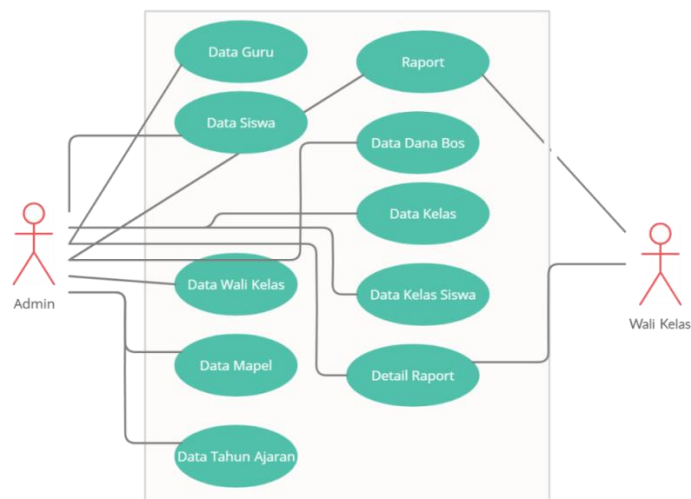 Data Guru
Raport
Data Siswa
Data Dana Bos
Data Kelas
Data Wali Kelas
Data Kelas Siswa
Admin
Wali Kelas
Data Mapel
Detail Raport
Data Tahun Ajaran